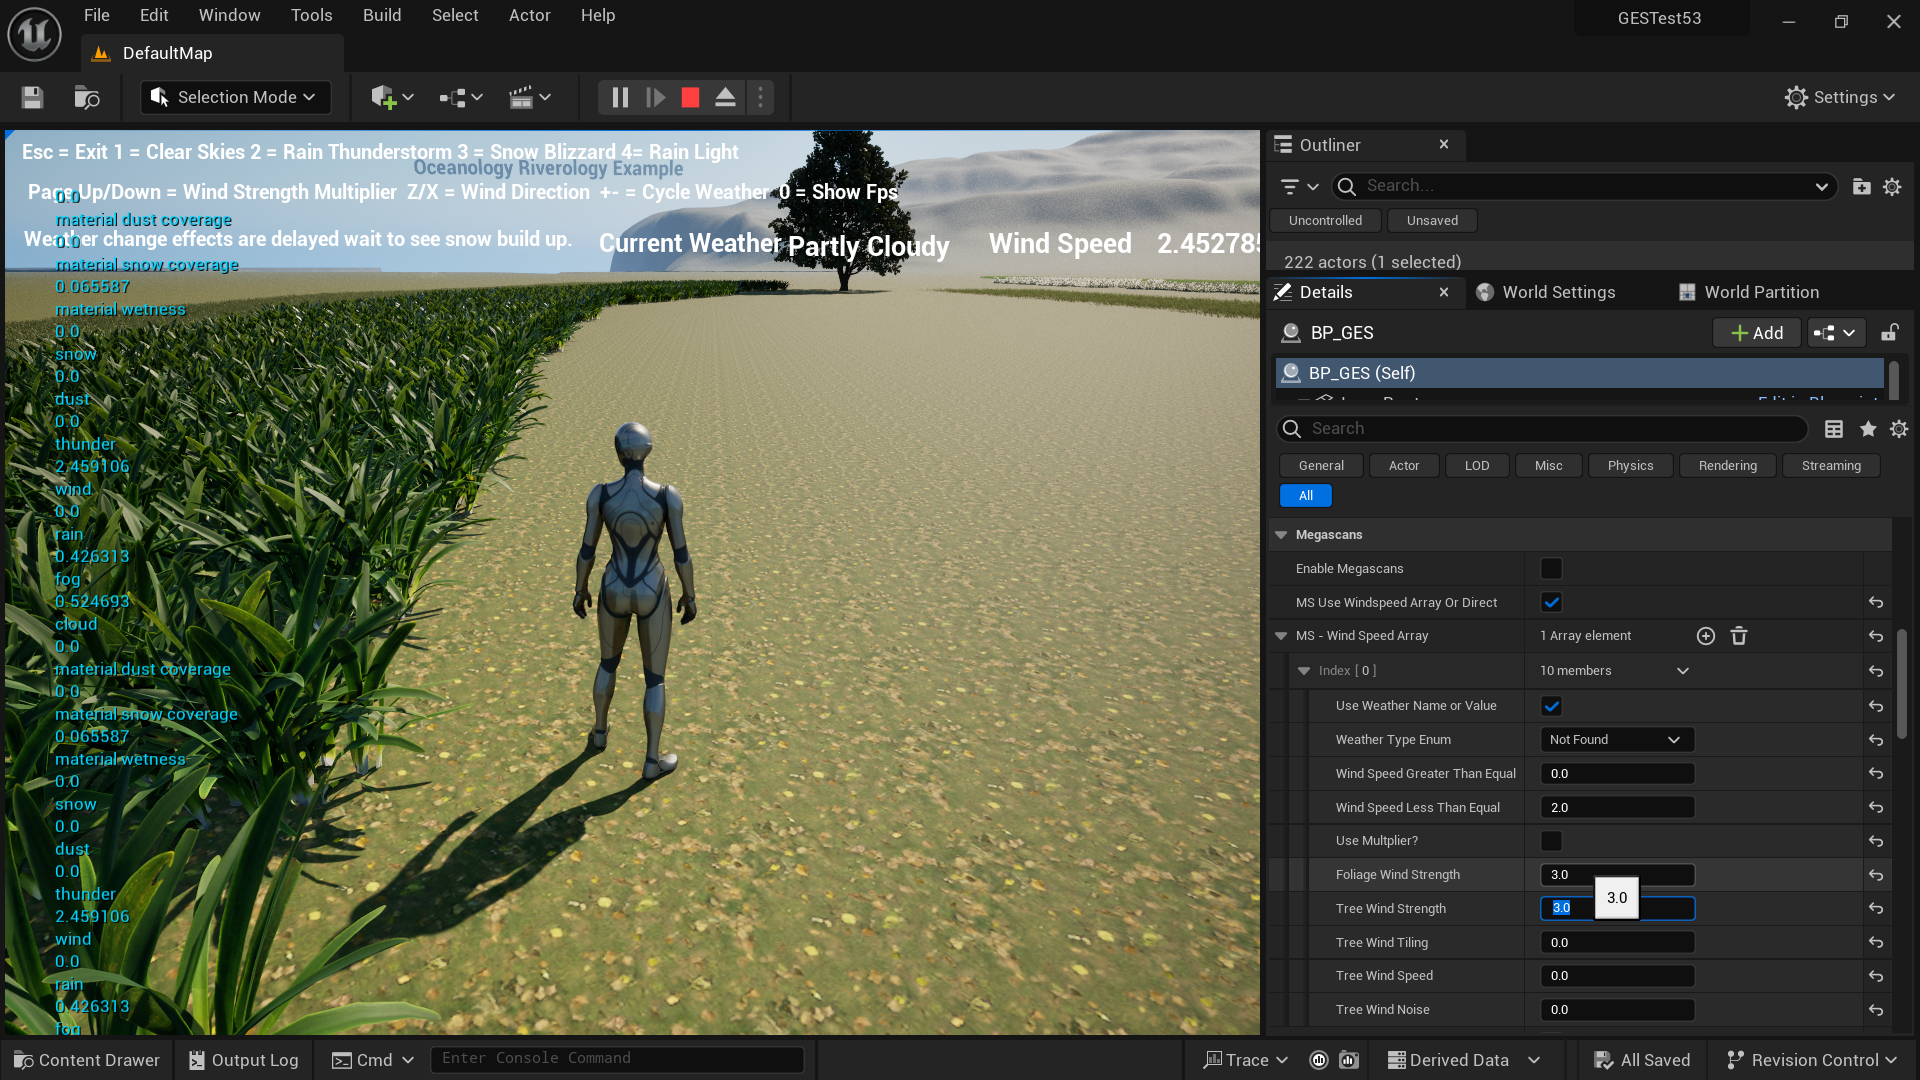 File Edit Window Tools Build Select Actor Help
GESTest53
DefaultMap
Selection Mode
Settings
Esc = Exit 1 = Clear Skies 2 = Rain Thunderstorm 3 = Snow Blizzard 4= Rain Light
Oceanology Riverology Example
Page Up/Down = Wind Strength Multiplier Z/X = Wind Direction +- = Cycle Weather 0 = Show Fps
Weather change effects are delayed wait to see snow build up.
Current Weather Partly Cloudy Wind Speed 2.452785
0.0
material dust coverage
0.0
material snow coverage
0.065587
material wetness
0.0
snow
0.0
dust
0.0
thunder
2.459106
wind
0.0
rain
0.426313
fog
0.524693
cloud
0.0
material dust coverage
0.0
material snow coverage
0.065587
material wetness
0.0
snow
0.0
dust
0.0
thunder
2.459106
wind
0.0
rain
0.426313
fog
Outliner
Search...
Uncontrolled Unsaved
222 actors (1 selected)
Details World Settings World Partition
BP_GES
Add
BP_GES (Self)
Search
General Actor LOD Misc Physics Rendering Streaming
All
Megascans
Enable Megascans
MS Use Windspeed Array Or Direct
MS - Wind Speed Array 1 Array element
Index [ 0 ] 10 members
Use Weather Name or Value
Weather Type Enum Not Found
Wind Speed Greater Than Equal 0.0
Wind Speed Less Than Equal 2.0
Use Multplier?
Foliage Wind Strength 3.0
Tree Wind Strength 3.0
3.0
Tree Wind Tiling 0.0
Tree Wind Speed 0.0
Tree Wind Noise 0.0
Content Drawer Output Log Cmd Enter Console Command
Trace Derived Data All Saved Revision Control